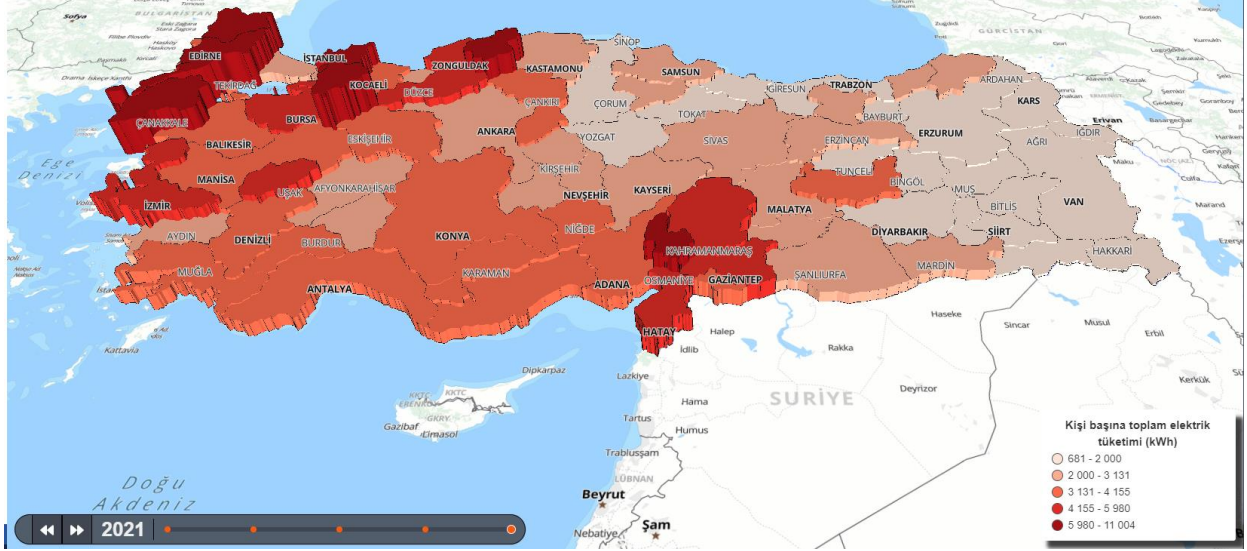 Sofya
BULGARİSTAN
GÜRCİSTAN
SİNOP
EDİRNE
İSTANBUL
ZONGULDAK
KASTAMONU
SAMSUN
ARDAHAN
TEKİRDAĞ
KOCAELİ
DÜZCE
ÇANKIRI
ÇORUM
TOKAT
GİRESUN
TRABZON
KARS
ÇANAKKALE
BURSA
BAYBURT
Erivan
BALIKESİR
ESKİŞEHİR
ANKARA
YOZGAT
SİVAS
ERZİNCAN
ERZURUM
AĞRI
IĞDIR
Ege
Denizi
MANİSA
UŞAK
AFYONKARAHİSAR
KIRŞEHİR
NEVŞEHİR
KAYSERİ
TUNCELİ
BİNGÖL
MUŞ
Maku
İZMİR
MALATYA
BİTLİS
VAN
AYDIN
DENİZLİ
BURDUR
KONYA
NİĞDE
KAHRAMANMARAŞ
DİYARBAKIR
SİİRT
HAKKARİ
MUĞLA
KARAMAN
OSMANİYE
GAZİANTEP
ŞANLIURFA
MARDİN
ANTALYA
ADANA
HATAY
Halep
Haseke
Sincar
Musul
Erbil
Kattavia
İdlib
Rakka
Dipkarpaz
Lazkiye
Deyrizor
Kerkük
KKTC
KKTC
GKRY
Gazibaf
Limasol
Hama
SURİYE
Tartus
Humus
Trablusşam
LÜBNAN
Doğu
Akdeniz
Beyrut
Nebatiye
Şam
Kişi başına toplam elektrik
tüketimi (kWh)
681 - 2 000
2 000 - 3 131
3 131 - 4 155
4 155 - 5 980
5 980 - 11 004
2021